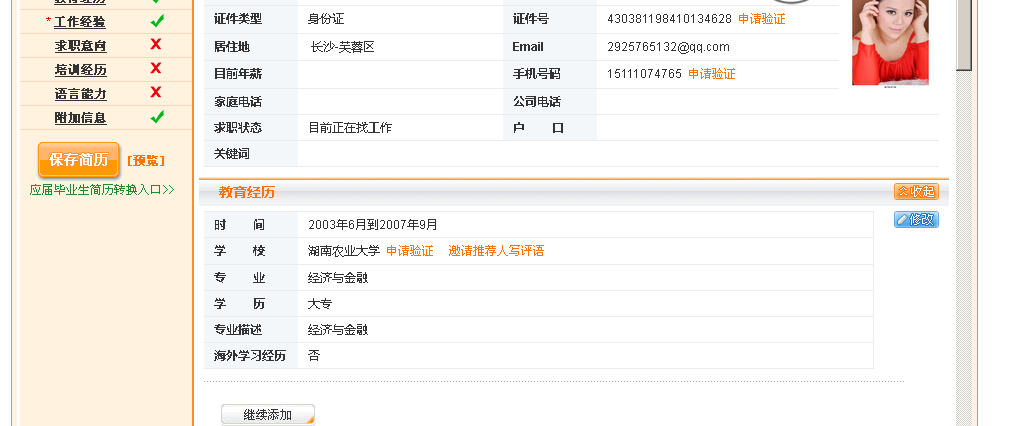 教育经历
* 工作经验
求职意向
培训经历
语言能力
附加信息
保存简历 [预览]
应届毕业生简历转换入口>>
证件类型 身份证 证件号 430381198410134628 申请验证
居住地 长沙-芙蓉区 Email 2925765132@qq.com
目前年薪 手机号码 15111074765 申请验证
家庭电话 公司电话
求职状态 目前正在找工作 户 口
关键词
教育经历 收起
修改
时 间 2003年6月到2007年9月
学 校 湖南农业大学 申请验证 邀请推荐人写评语
专 业 经济与金融
学 历 大专
专业描述 经济与金融
海外学习经历 否
继续添加